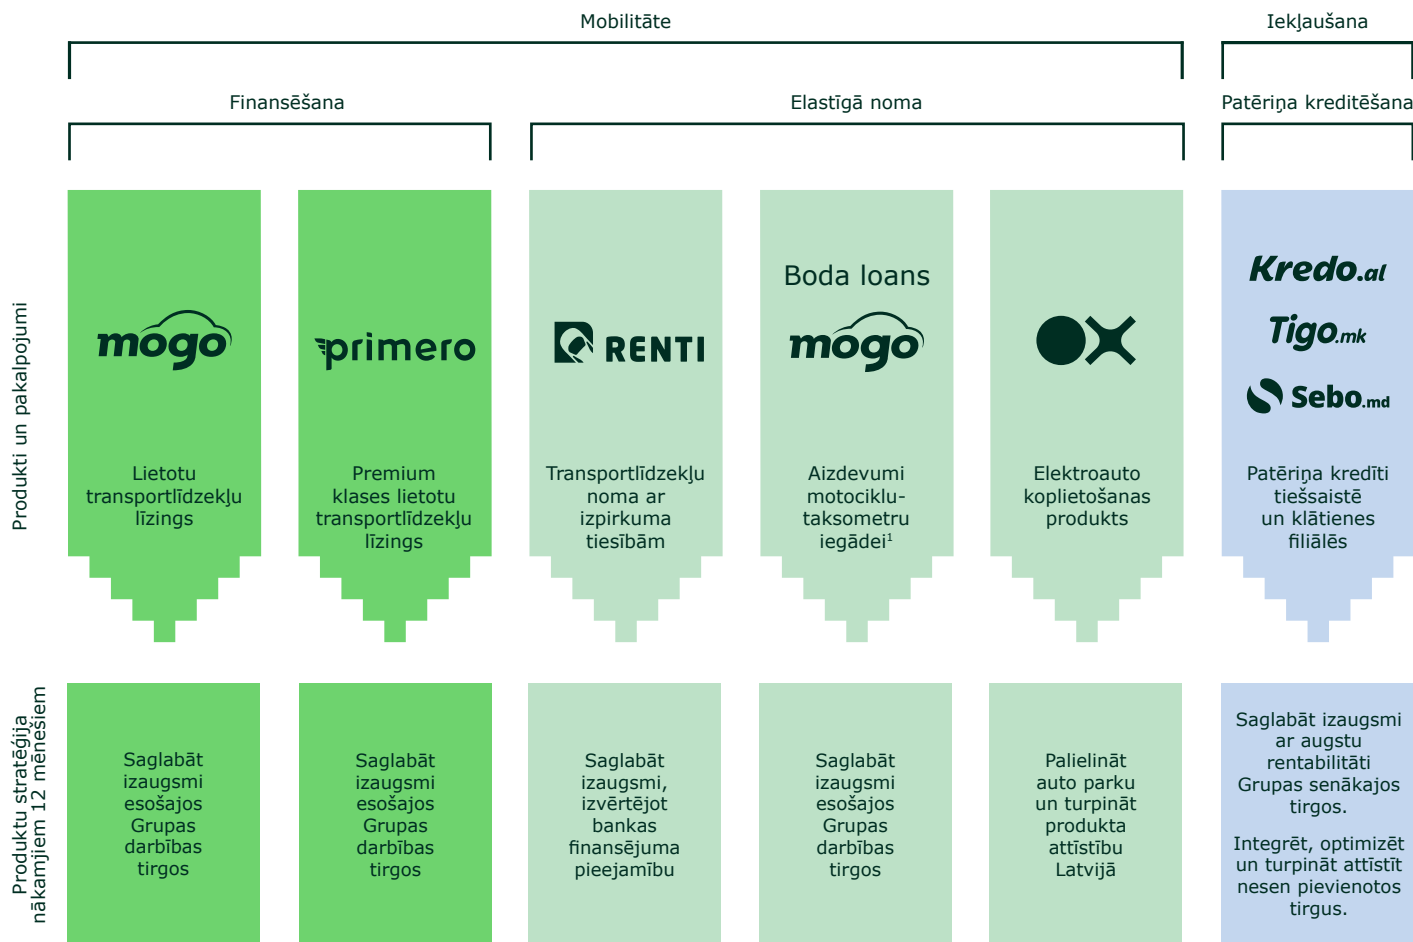 Mobilitāte
Iekļaušana
Finansēšana
Elastīgā noma
Patēriņa kreditēšana
Produkti un pakalpojumi
mogo
Lietotu
transportlīdzekļu
līzings
primero
Premium
klases lietotu
transportlīdzekļu
līzings
RENTI
Transportlīdzekļu
noma ar
izpirkuma
tiesībām
Boda loans
mogo
Aizdevumi
motociklu-
taksometru
iegādei¹
OX
Elektroauto
koplietošanas
produkts
Kredo.al
Tigo.mk
Sebo.md
Patēriņa kredīti
tiešsaistē
un klātienes
filiālēs
Produktu stratēģija
nākamjiem 12 mēnešiem
Saglabāt
izaugsmi
esošajos
Grupas
darbības
tirgos
Saglabāt
izaugsmi
esošajos
Grupas
darbības
tirgos
Saglabāt
izaugsmi,
izvērtējot
bankas
finansējuma
pieejamību
Saglabāt
izaugsmi
esošajos
Grupas
darbības
tirgos
Palielināt
auto parku
un turpināt
produkta
attīstību
Latvijā
Saglabāt izaugsmi
ar augstu
rentabilitāti
Grupas senākajos
tirgos.
Integrēt, optimizēt
un turpināt attīstīt
nesen pievienotos
tirgus.